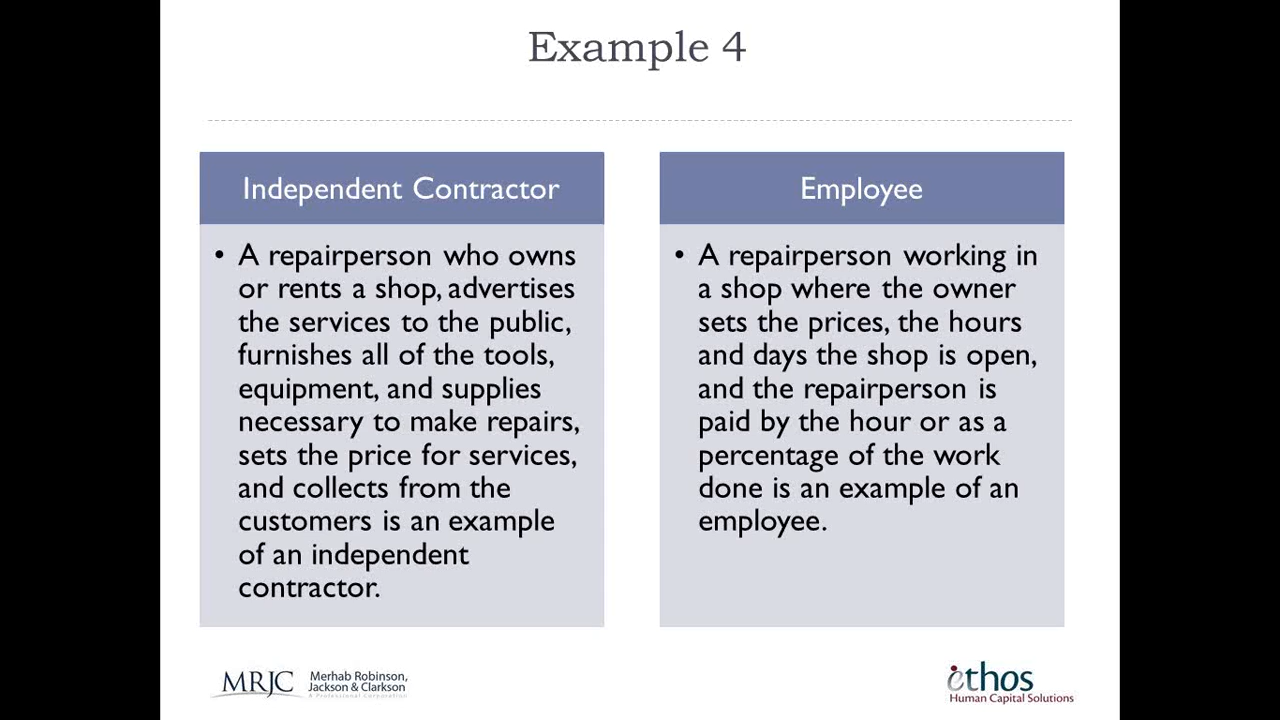 Example 4
Independent Contractor
• A repairperson who owns
or rents a shop, advertises
the services to the public,
furnishes all of the tools,
equipment, and supplies
necessary to make repairs,
sets the price for services,
and collects from the
customers is an example
of an independent
contractor.
Employee
• A repairperson working in
a shop where the owner
sets the prices, the hours
and days the shop is open,
and the repairperson is
paid by the hour or as a
percentage of the work
done is an example of an
employee.
MRJC
Merhab Robinson,
Jackson & Clarkson
A Professional Corporation
ethos
Human Capital Solutions